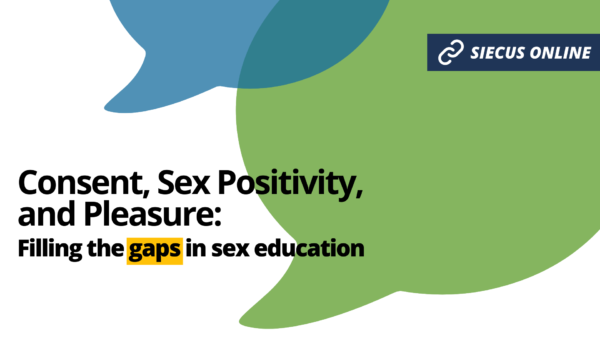 SIECUS ONLINE
Consent, Sex Positivity,
and Pleasure:
Filling the gaps in sex education